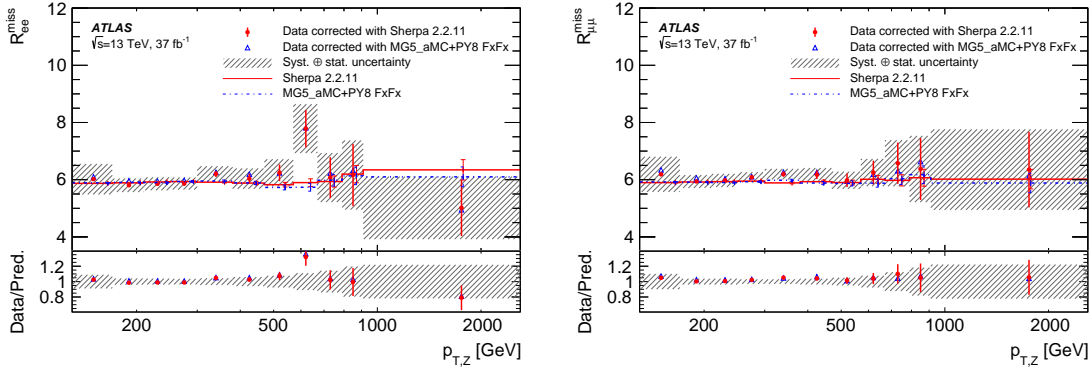 R_ee^miss
12
10
8
6
4
ATLAS
√s=13 TeV, 37 fb⁻¹
Data corrected with Sherpa 2.2.11
Data corrected with MG5_aMC+PY8 FxFx
Syst. ⊕ stat. uncertainty
Sherpa 2.2.11
MG5_aMC+PY8 FxFx
Data/Pred.
1.2
1
0.8
200 500 1000 2000
p_T,Z [GeV]
R_μμ^miss
12
10
8
6
4
ATLAS
√s=13 TeV, 37 fb⁻¹
Data corrected with Sherpa 2.2.11
Data corrected with MG5_aMC+PY8 FxFx
Syst. ⊕ stat. uncertainty
Sherpa 2.2.11
MG5_aMC+PY8 FxFx
Data/Pred.
1.2
1
0.8
200 500 1000 2000
p_T,Z [GeV]